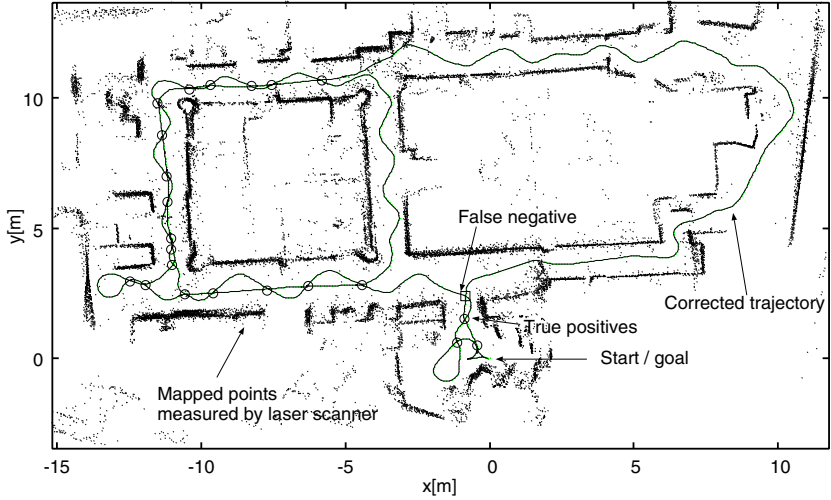 10
5
0
y[m]
False negative
Corrected trajectory
True positives
Start / goal
Mapped points
measured by laser scanner
-15
-10
-5
0
5
10
x[m]